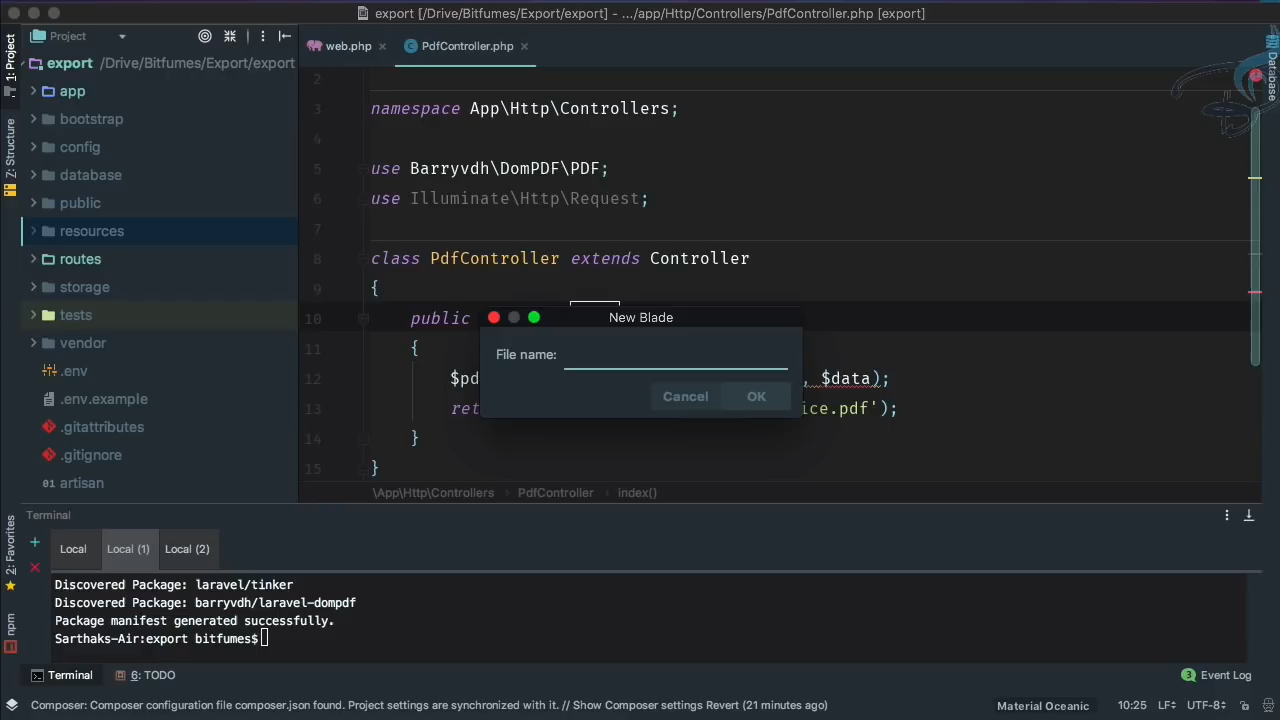 export [/Drive/Bitfumes/Export/export] - .../app/Http/Controllers/PdfController.php [export]
1: Project
Z: Structure
2: Favorites
npm
Project
web.php
PdfController.php
Database
export /Drive/Bitfumes/Export/export
app
bootstrap
config
database
public
resources
routes
storage
tests
vendor
.env
.env.example
.gitattributes
.gitignore
artisan
2
3 namespace App\Http\Controllers;
4
5 use Barryvdh\DomPDF\PDF;
6 use Illuminate\Http\Request;
7
8 class PdfController extends Controller
9 {
10 public
11 {
12 $pd , $data);
13 ret ice.pdf');
14 }
15 }
New Blade
File name:
Cancel OK
\App\Http\Controllers › PdfController › index()
Terminal
Local Local (1) Local (2)
Discovered Package: laravel/tinker
Discovered Package: barryvdh/laravel-dompdf
Package manifest generated successfully.
Sarthaks-Air:export bitfumes$
Terminal 6: TODO
3 Event Log
Composer: Composer configuration file composer.json found. Project settings are synchronized with it. // Show Composer settings Revert (21 minutes ago)
Material Oceanic 10:25 LF UTF-8